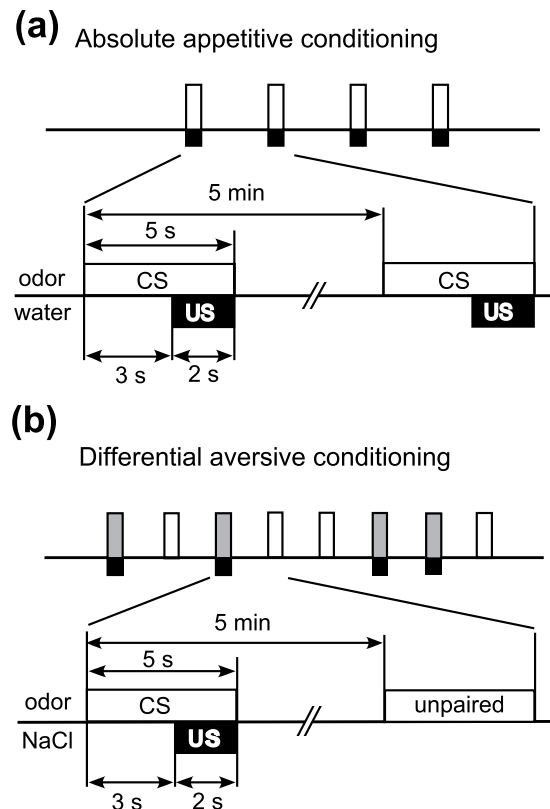 (a) Absolute appetitive conditioning
5 min
5 s
odor CS CS
water US US
3 s 2 s
(b)
Differential aversive conditioning
5 min
5 s
odor CS unpaired
NaCl US
3 s 2 s